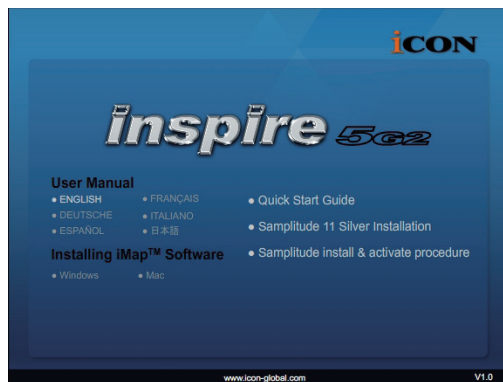 iCON
inspire 5G2
User Manual
● ENGLISH
● FRANÇAIS
● DEUTSCHE
● ITALIANO
● ESPAÑOL
● 日本語
Installing iMap™ Software
● Windows
● Mac
● Quick Start Guide
● Samplitude 11 Silver Installation
● Samplitude install & activate procedure
www.icon-global.com
V1.0